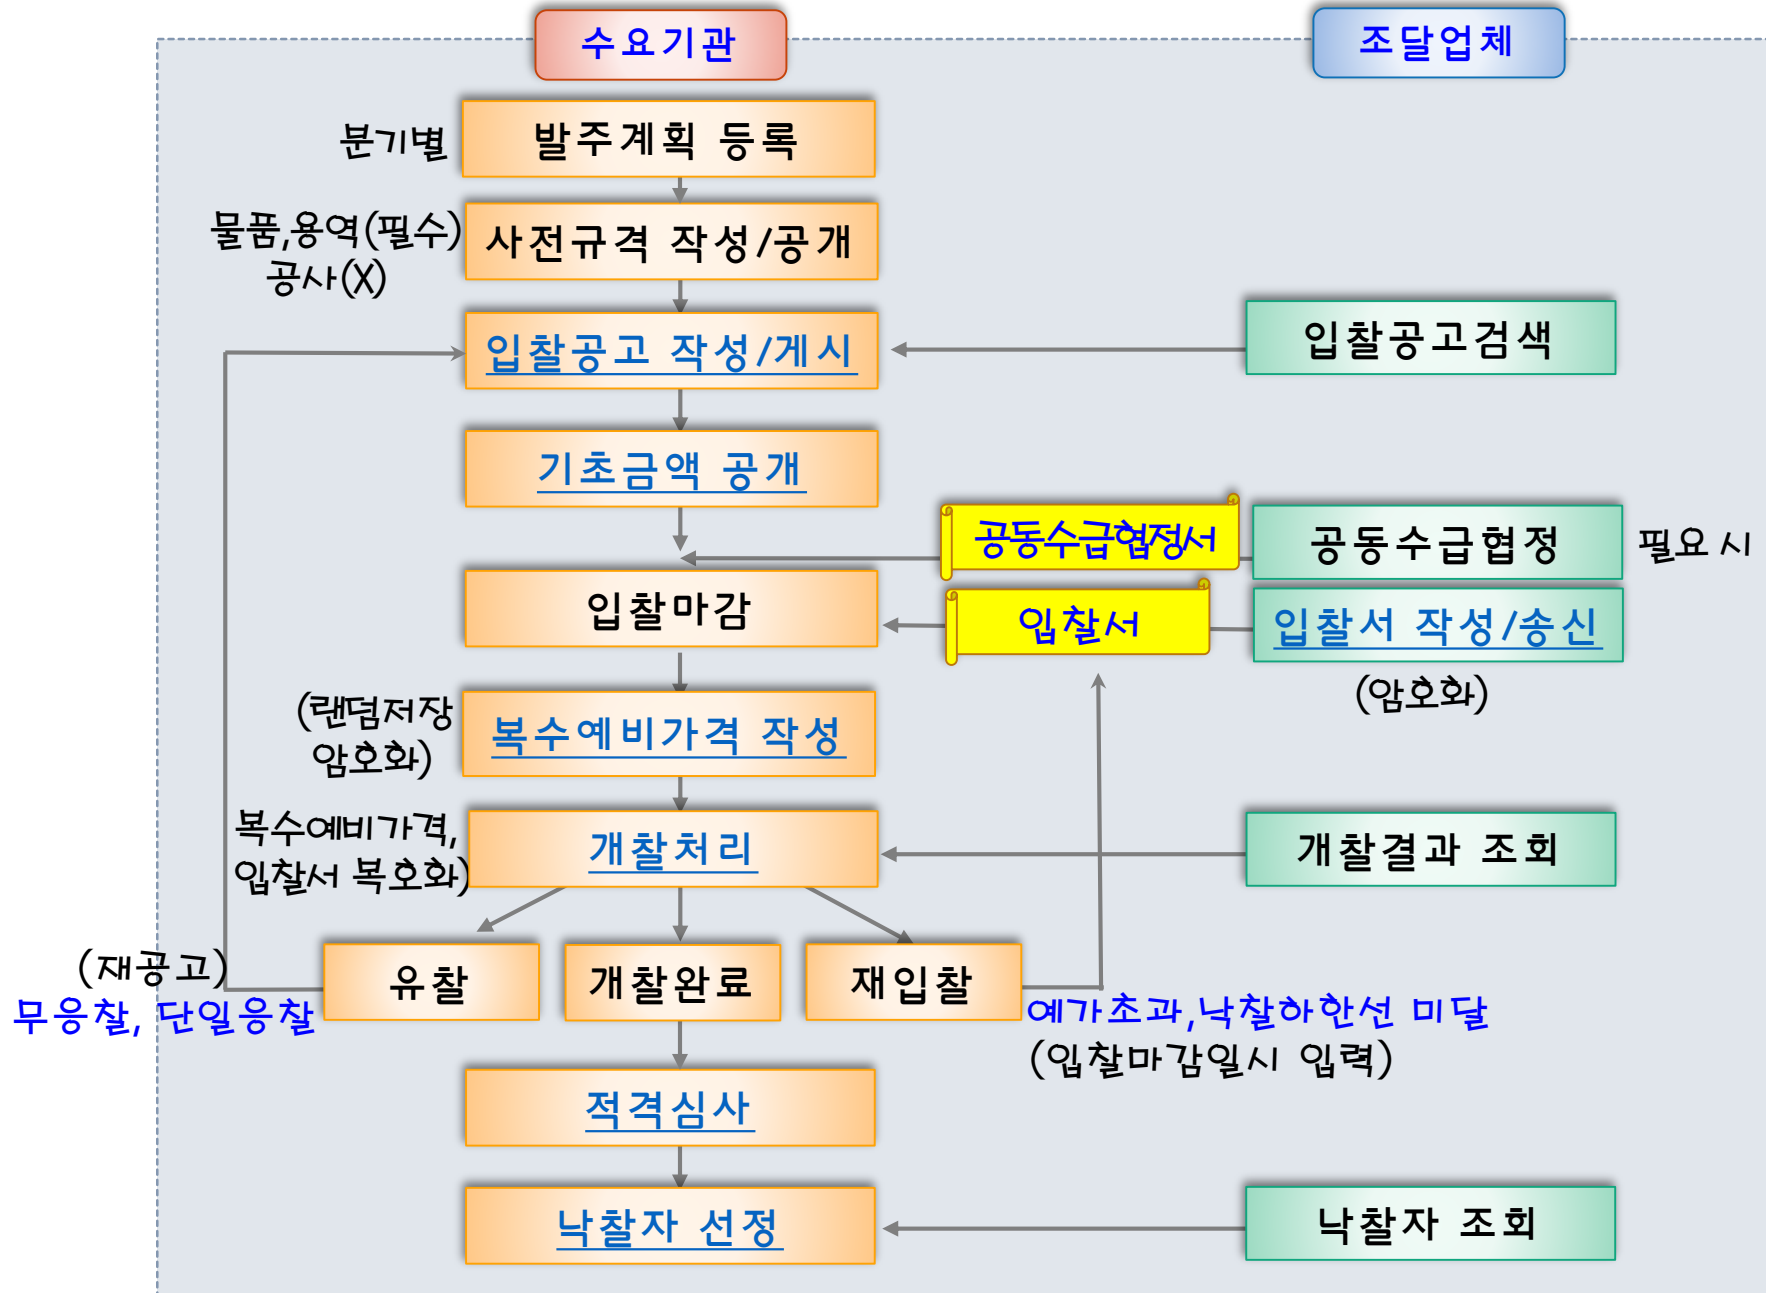 수요기관
조달업체
분기별
발주계획 등록
물품,용역(필수)
공사(X)
사전규격 작성/공개
입찰공고 작성/게시
입찰공고검색
기초금액 공개
공동수급협정서
공동수급협정
필요 시
입찰마감
입찰서
입찰서 작성/송신
(암호화)
(랜덤저장
암호화)
복수예비가격 작성
복수예비가격,
입찰서 복호화)
개찰처리
개찰결과 조회
(재공고)
무응찰, 단일응찰
유찰
개찰완료
재입찰
예가초과,낙찰하한선 미달
(입찰마감일시 입력)
적격심사
낙찰자 선정
낙찰자 조회